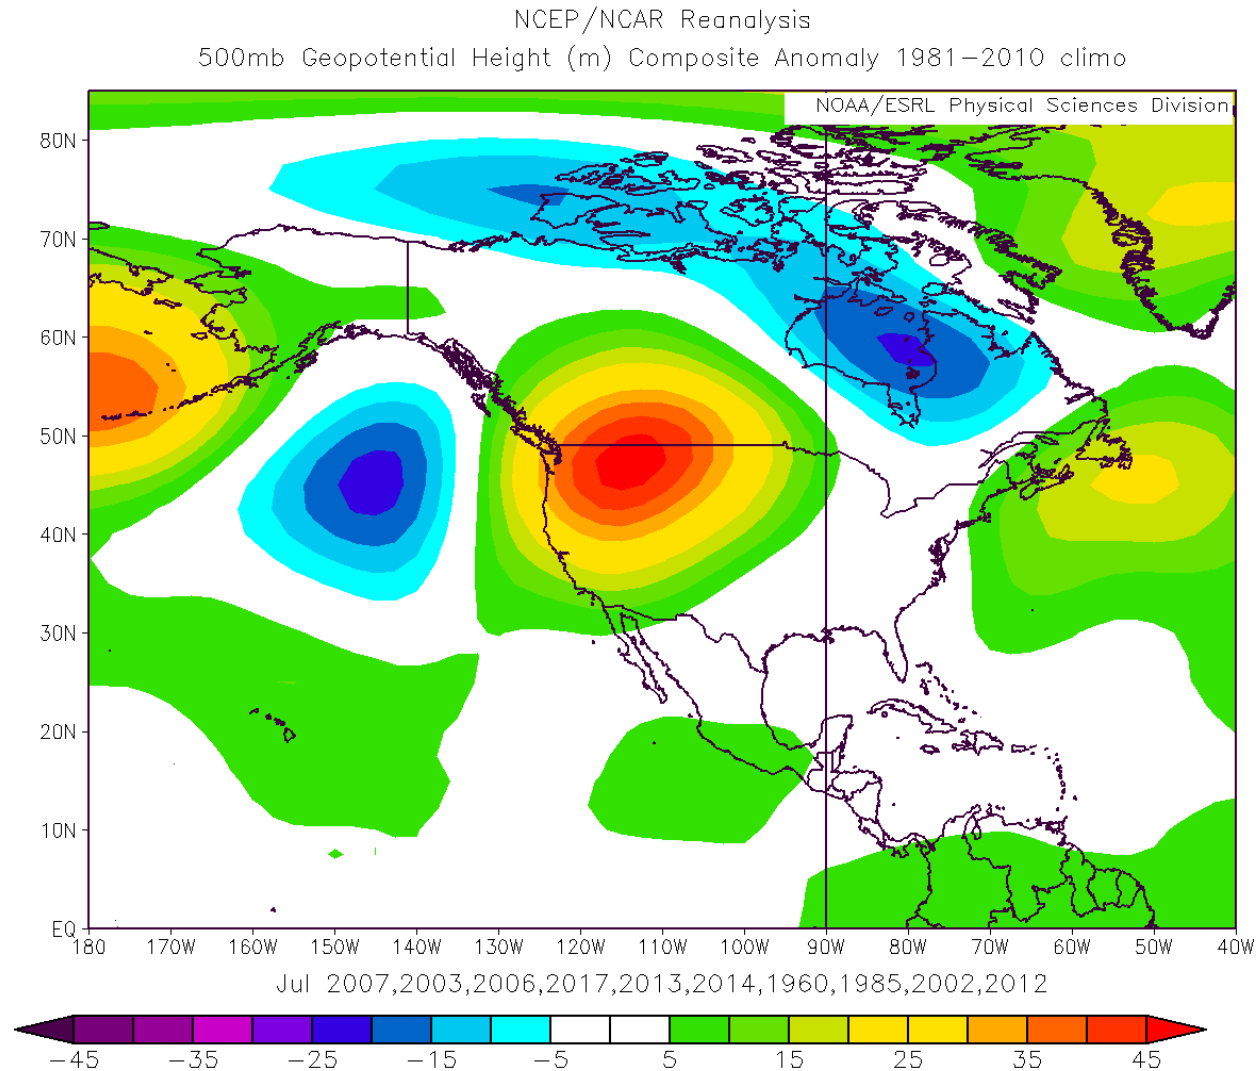 NCEP/NCAR Reanalysis
500mb Geopotential Height (m) Composite Anomaly 1981−2010 climo
NOAA/ESRL Physical Sciences Division
80N
70N
60N
50N
40N
30N
20N
10N
EQ
180 170W 160W 150W 140W 130W 120W 110W 100W 90W 80W 70W 60W 50W 40W
Jul 2007,2003,2006,2017,2013,2014,1960,1985,2002,2012
−45 −35 −25 −15 −5 5 15 25 35 45